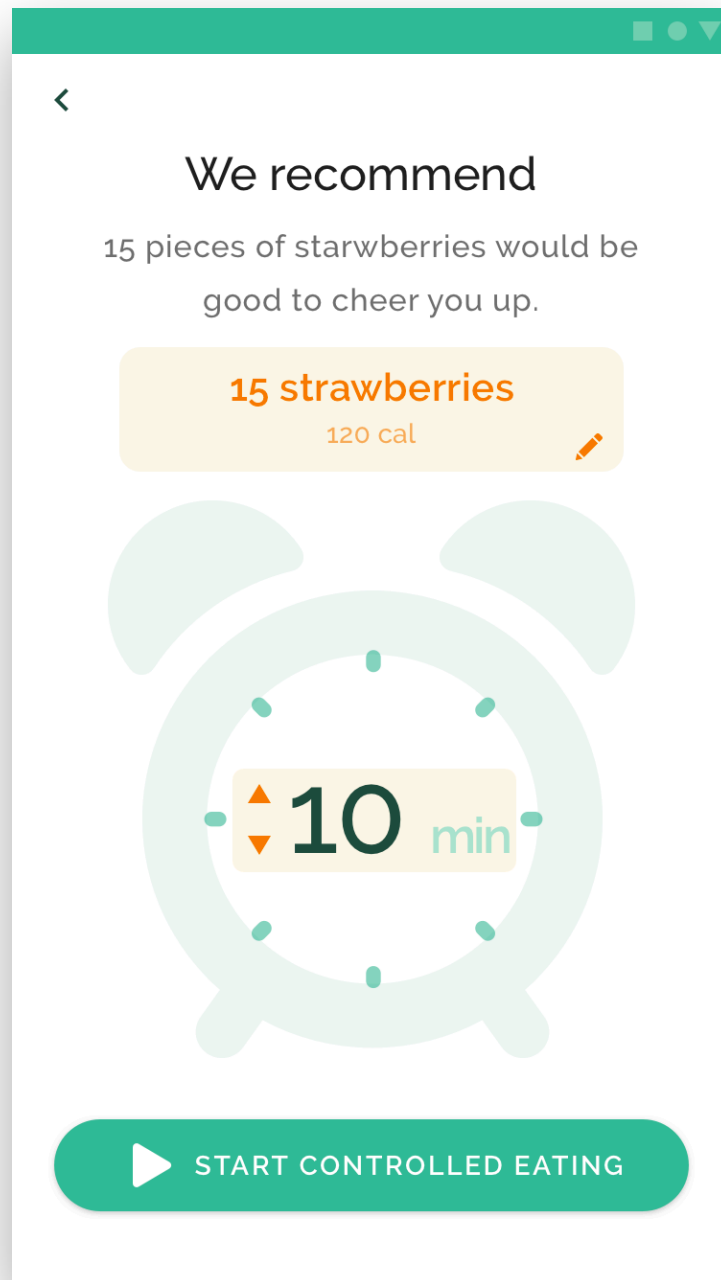 We recommend
15 pieces of starwberries would be
good to cheer you up.
15 strawberries
120 cal
10 min
START CONTROLLED EATING